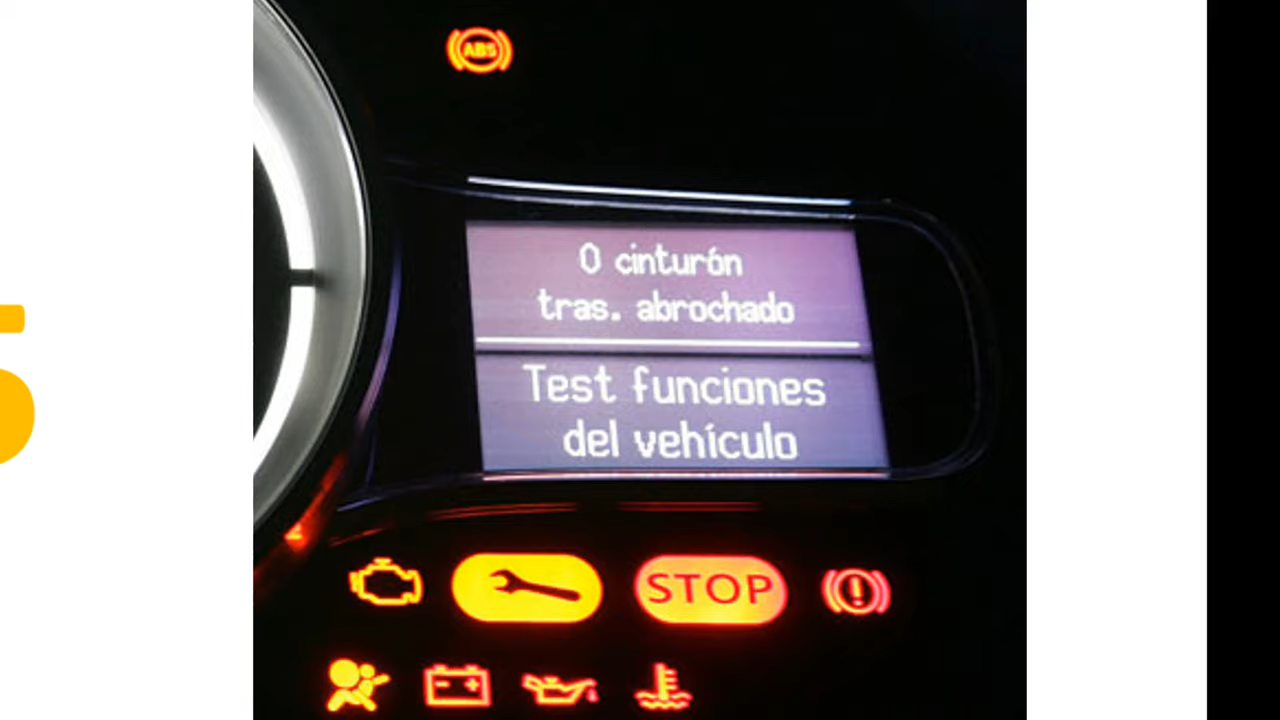 ABS
0 cinturón
tras. abrochado
Test funciones
del vehículo
STOP